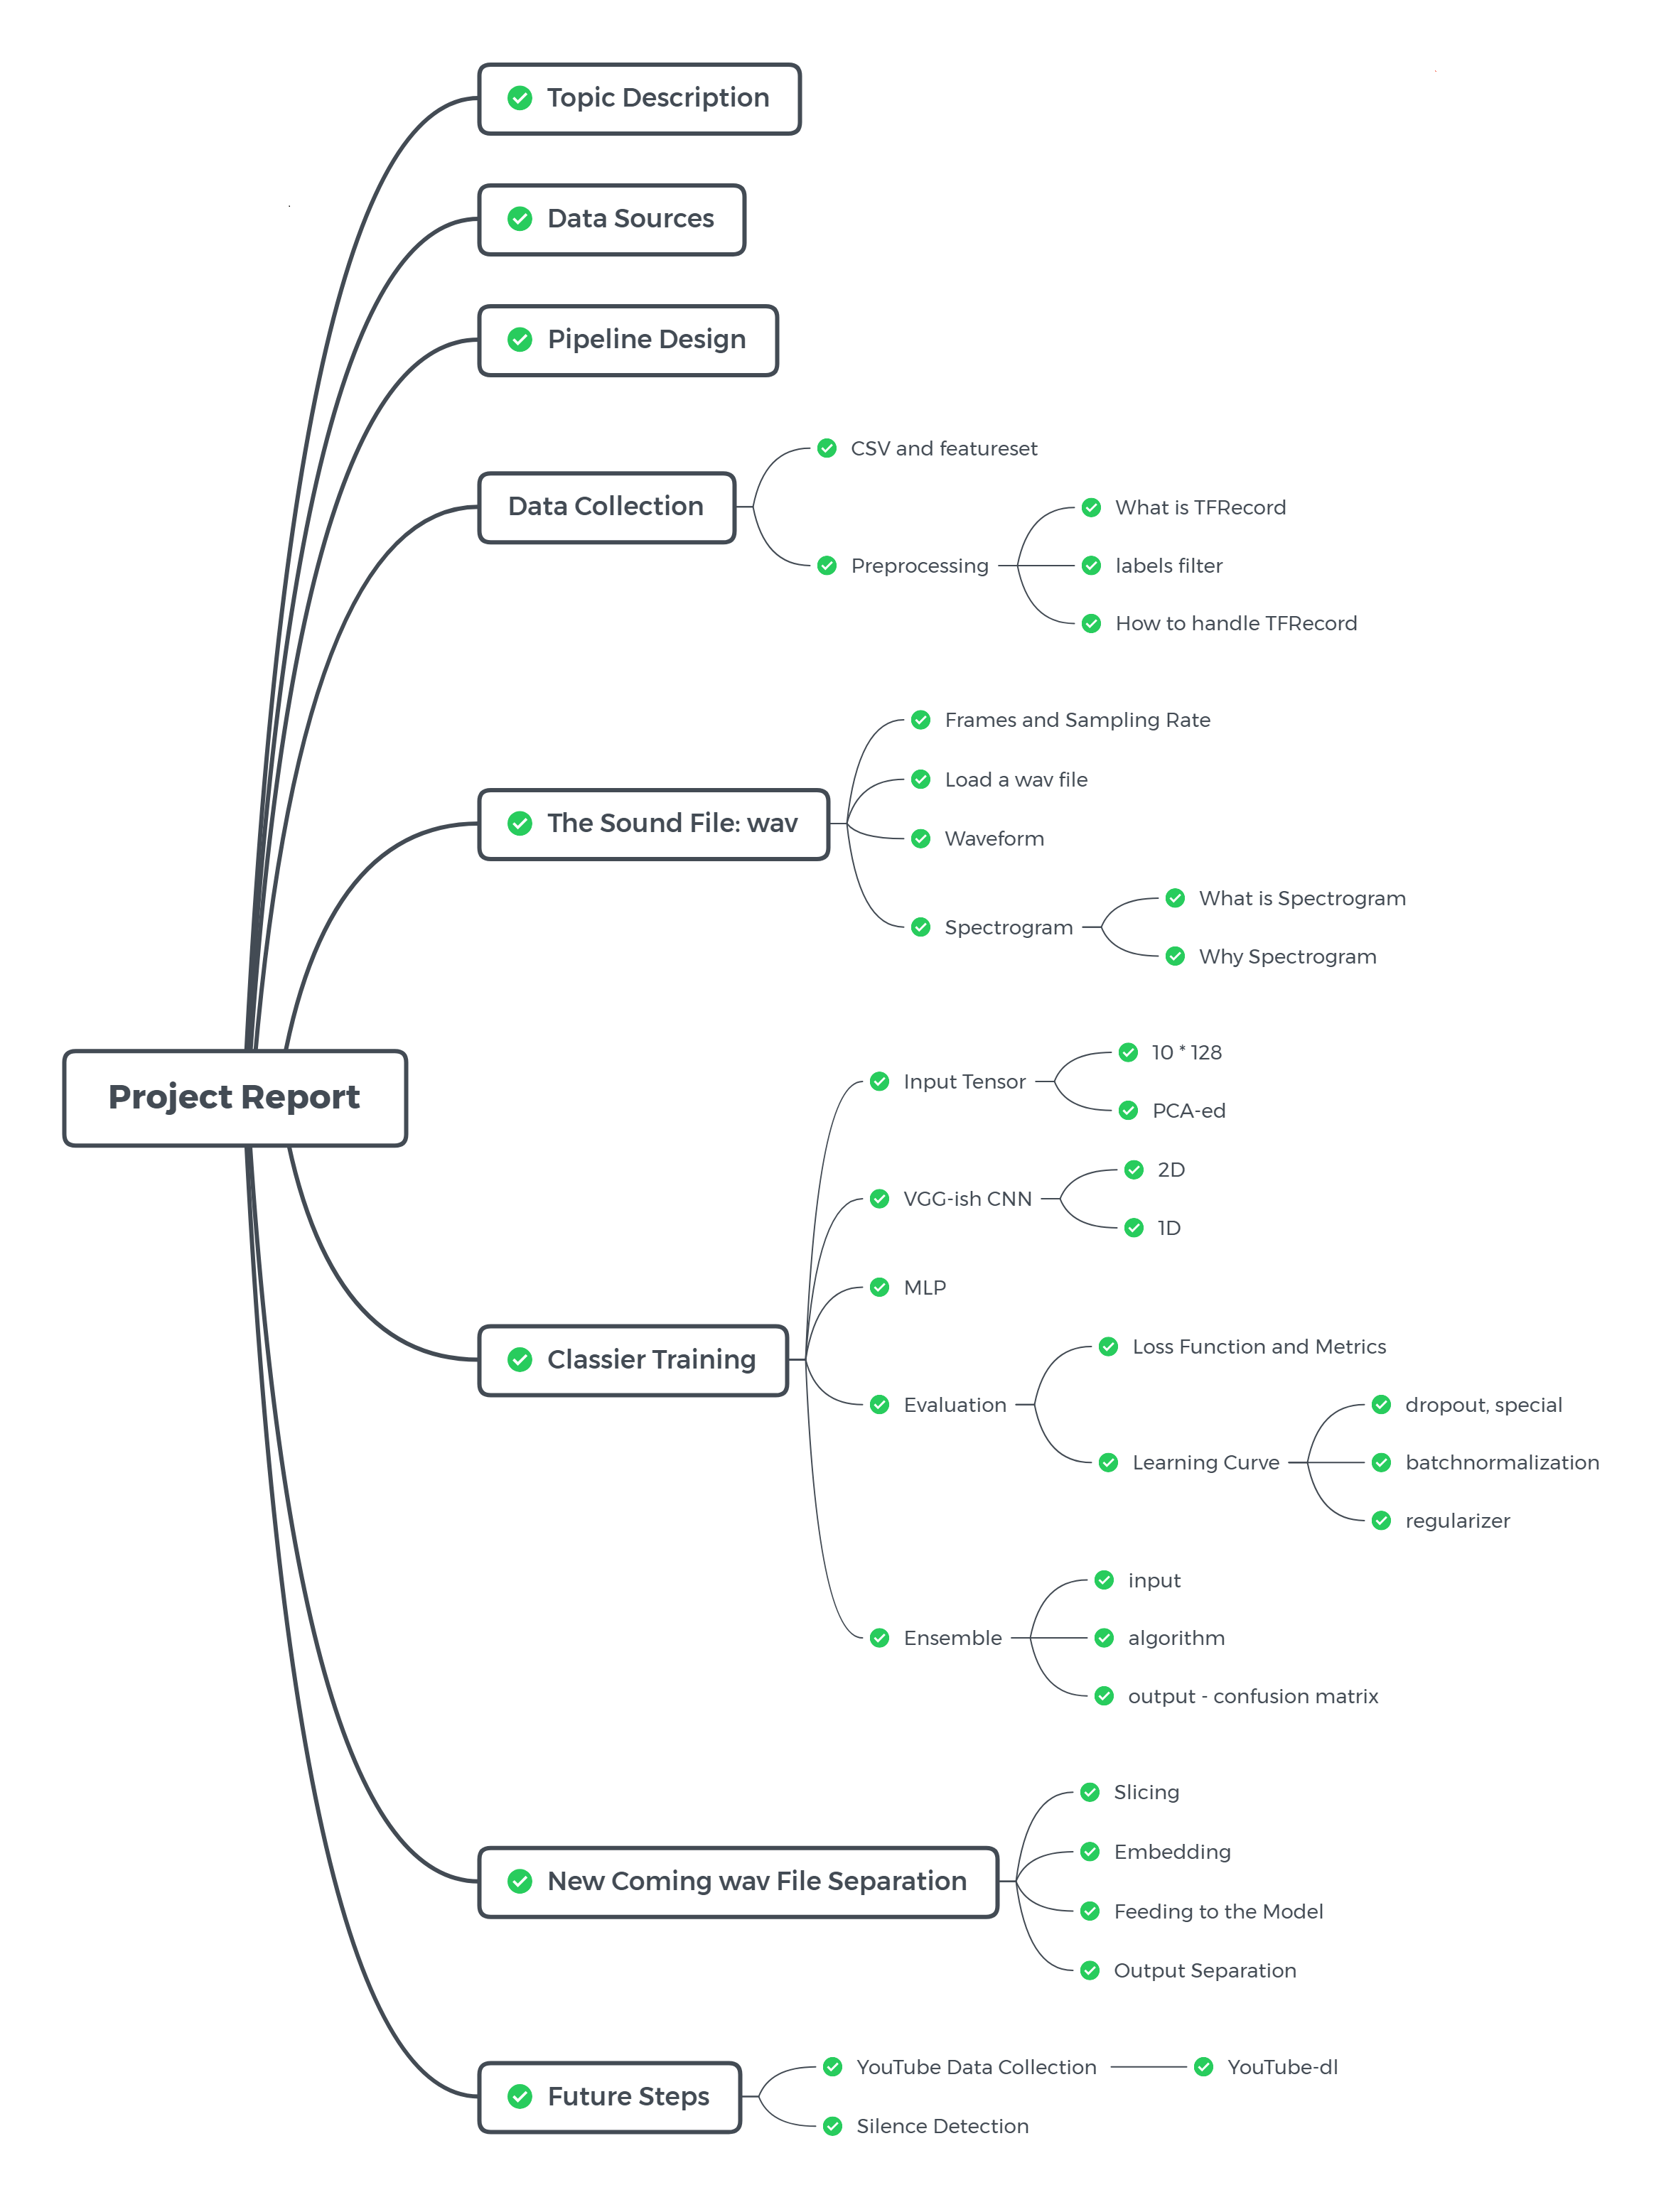 Topic Description
Data Sources
Pipeline Design
Data Collection
CSV and featureset
Preprocessing
What is TFRecord
labels filter
How to handle TFRecord
The Sound File: wav
Frames and Sampling Rate
Load a wav file
Waveform
Spectrogram
What is Spectrogram
Why Spectrogram
Project Report
Classier Training
Input Tensor
10 * 128
PCA-ed
VGG-ish CNN
2D
1D
MLP
Evaluation
Loss Function and Metrics
Learning Curve
dropout, special
batchnormalization
regularizer
Ensemble
input
algorithm
output - confusion matrix
New Coming wav File Separation
Slicing
Embedding
Feeding to the Model
Output Separation
Future Steps
YouTube Data Collection
YouTube-dl
Silence Detection